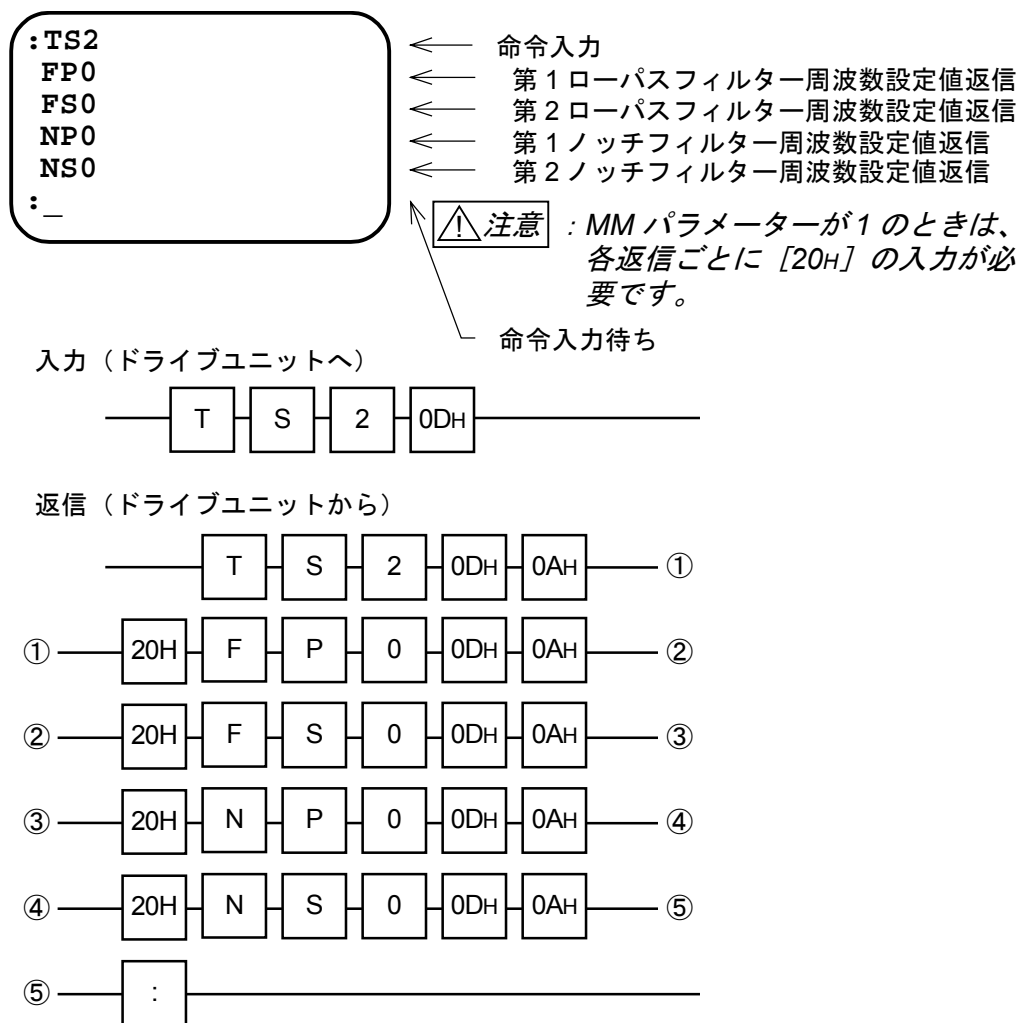 :TS2
FP0
FS0
NP0
NS0
:_
命令入力
第1ローパスフィルター周波数設定値返信
第2ローパスフィルター周波数設定値返信
第1ノッチフィルター周波数設定値返信
第2ノッチフィルター周波数設定値返信
注意 : MM パラメーターが1のときは、
各返信ごとに[20H]の入力が必
要です。
命令入力待ち
入力(ドライブユニットへ)
T S 2 0DH
返信(ドライブユニットから)
T S 2 0DH 0AH ①
① 20H F P 0 0DH 0AH ②
② 20H F S 0 0DH 0AH ③
③ 20H N P 0 0DH 0AH ④
④ 20H N S 0 0DH 0AH ⑤
⑤ :